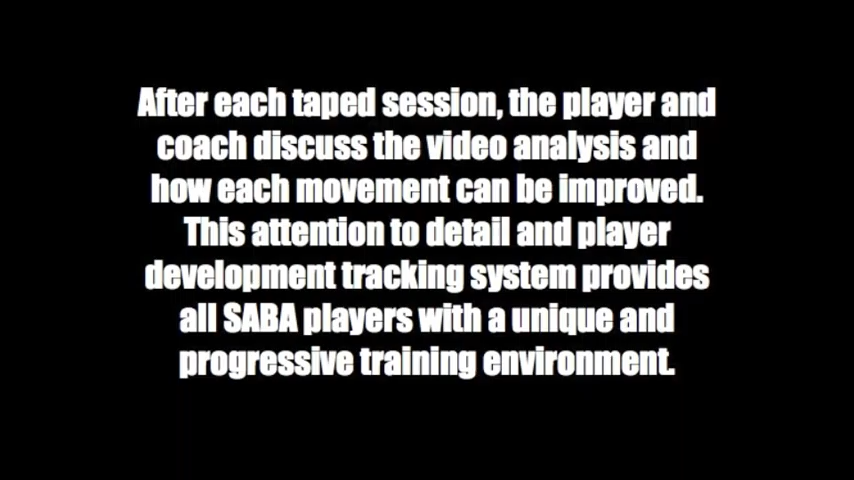 After each taped session, the player and
coach discuss the video analysis and
how each movement can be improved.
This attention to detail and player
development tracking system provides
all SABA players with a unique and
progressive training environment.